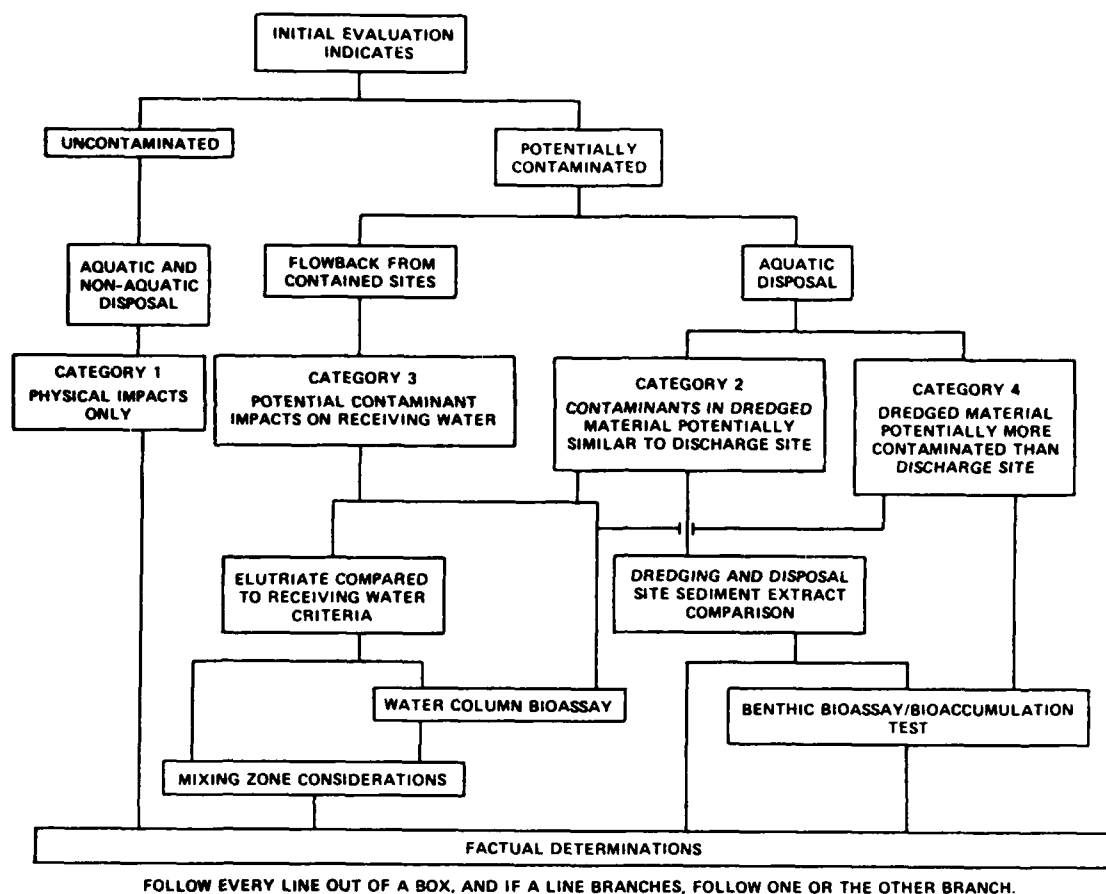 INITIAL EVALUATION
INDICATES
UNCONTAMINATED
POTENTIALLY
CONTAMINATED
AQUATIC AND
NON-AQUATIC
DISPOSAL
FLOWBACK FROM
CONTAINED SITES
AQUATIC
DISPOSAL
CATEGORY 1
PHYSICAL IMPACTS
ONLY
CATEGORY 3
POTENTIAL CONTAMINANT
IMPACTS ON RECEIVING WATER
CATEGORY 2
CONTAMINANTS IN DREDGED
MATERIAL POTENTIALLY
SIMILAR TO DISCHARGE SITE
CATEGORY 4
DREDGED MATERIAL
POTENTIALLY MORE
CONTAMINATED THAN
DISCHARGE SITE
ELUTRIATE COMPARED
TO RECEIVING WATER
CRITERIA
DREDGING AND DISPOSAL
SITE SEDIMENT EXTRACT
COMPARISON
WATER COLUMN BIOASSAY
BENTHIC BIOASSAY/BIOACCUMULATION
TEST
MIXING ZONE CONSIDERATIONS
FACTUAL DETERMINATIONS
FOLLOW EVERY LINE OUT OF A BOX, AND IF A LINE BRANCHES, FOLLOW ONE OR THE OTHER BRANCH.